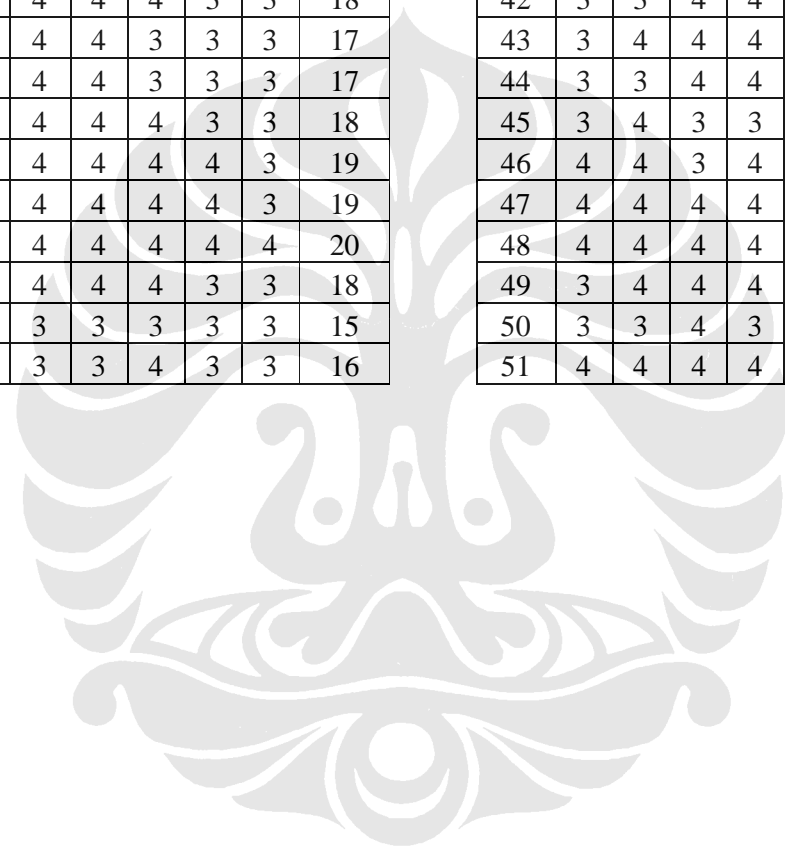 4 4 4 3 3 18
4 4 3 3 3 17
4 4 3 3 3 17
4 4 4 3 3 18
4 4 4 4 3 19
4 4 4 4 3 19
4 4 4 4 4 20
4 4 4 3 3 18
3 3 3 3 3 15
3 3 4 3 3 16
42 3 3 4 4
43 3 4 4 4
44 3 3 4 4
45 3 4 3 3
46 4 4 3 4
47 4 4 4 4
48 4 4 4 4
49 3 4 4 4
50 3 3 4 3
51 4 4 4 4